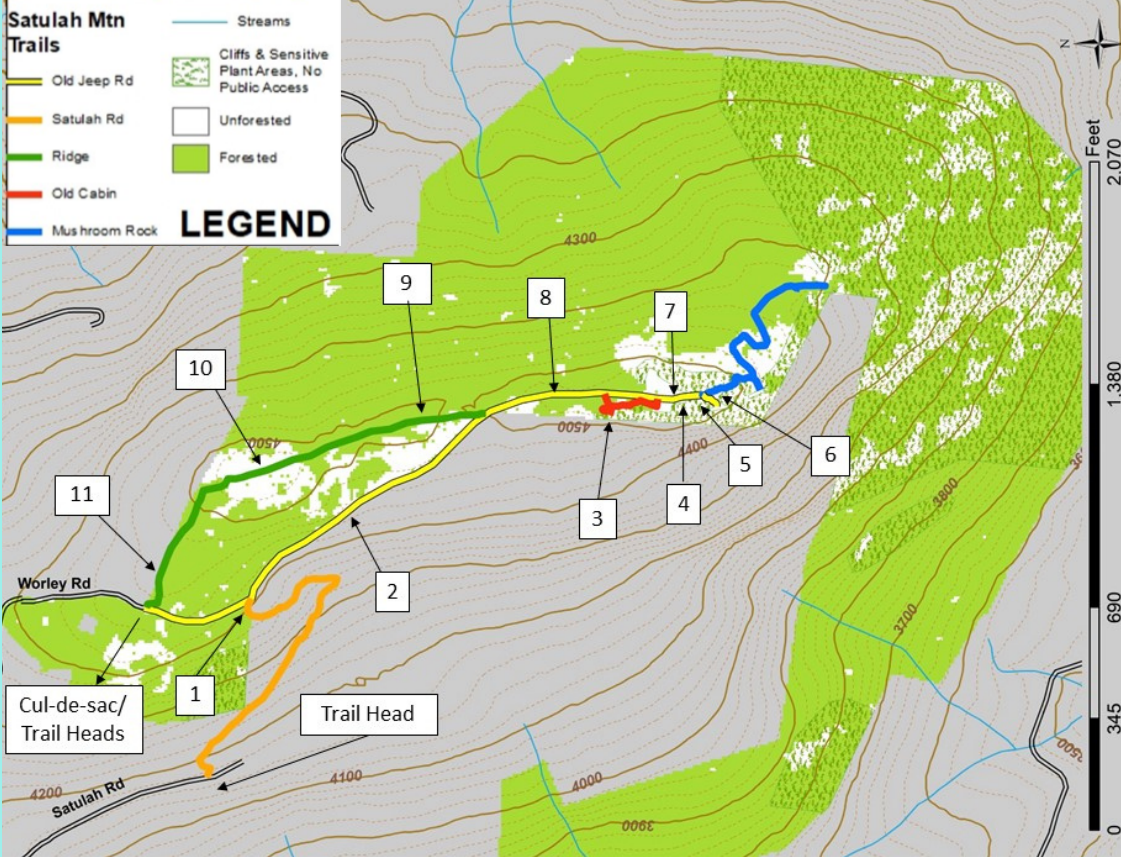 Satulah Mtn
Trails
Old Jeep Rd
Satulah Rd
Ridge
Old Cabin
Mushroom Rock
Streams
Cliffs & Sensitive
Plant Areas, No
Public Access
Unforested
Forested
LEGEND
N
Feet
2,070
1,380
690
345
0
4300
9
8
7
10
4500
4500
4400
6
5
4
3
11
3800
36
Worley Rd
2
3700
1
Cul-de-sac/
Trail Heads
Trail Head
4200
Satulah Rd
4100
4000
3900
3500